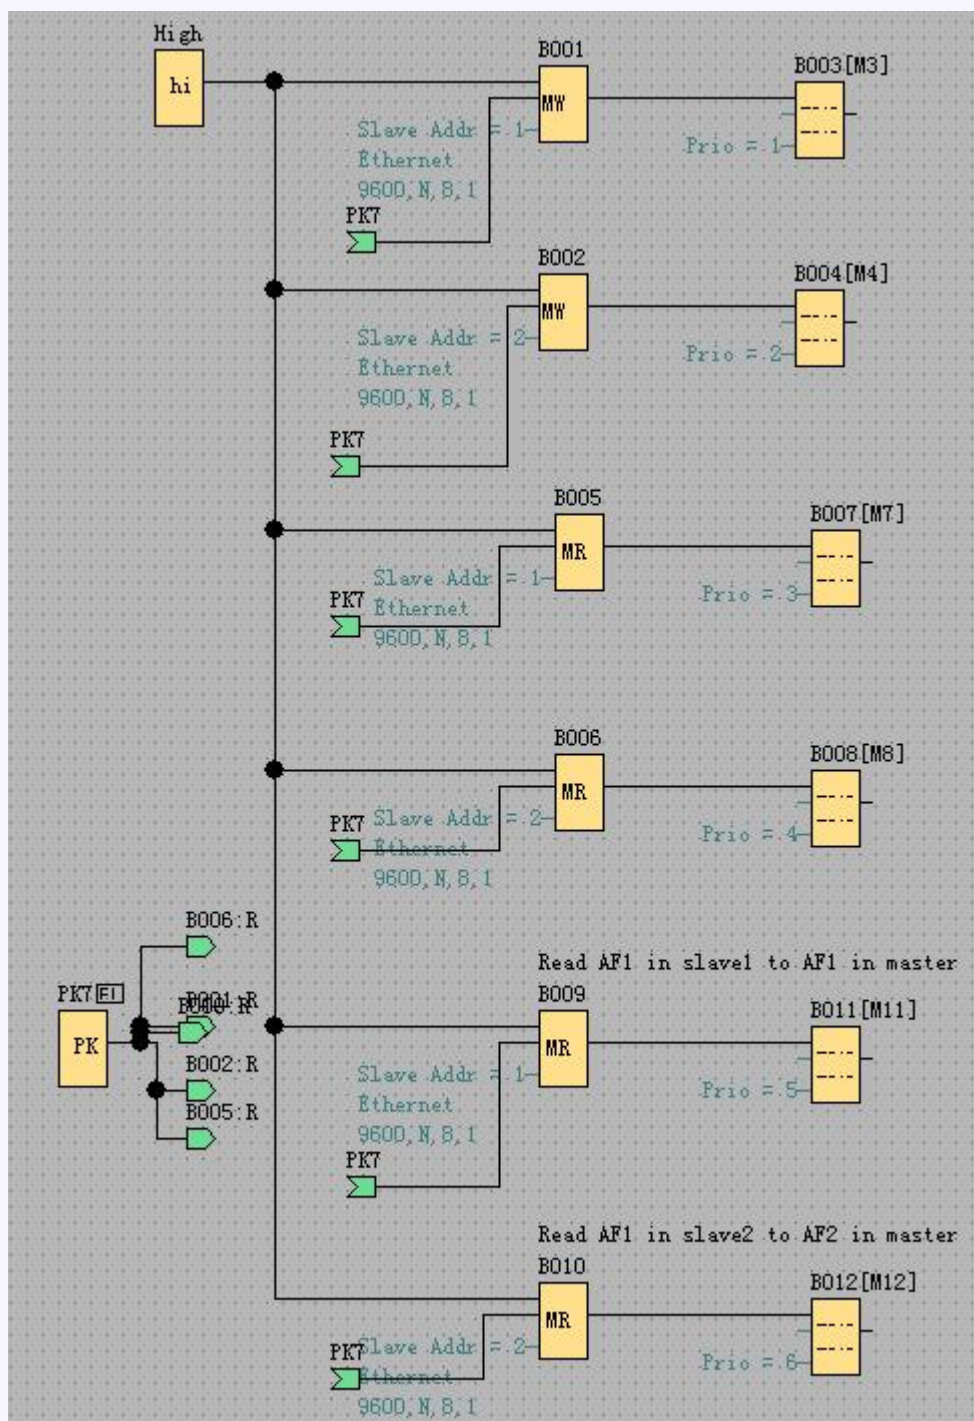 High
hi
B001
MW
Slave Addr = 1
Ethernet
9600,N,8,1
PK7
B003[M3]
Prio = 1
B002
MW
Slave Addr = 2
Ethernet
9600,N,8,1
PK7
B004[M4]
Prio = 2
B005
MR
Slave Addr = 1
PK7
Ethernet
9600,N,8,1
B007[M7]
Prio = 3
B006
MR
PK7
Slave Addr = 2
Ethernet
9600,N,8,1
B008[M8]
Prio = 4
B006:R
PK7
PK
B001:R
B002:R
B005:R
Read AF1 in slave1 to AF1 in master
B009
MR
Slave Addr = 1
Ethernet
9600,N,8,1
PK7
B011[M11]
Prio = 5
Read AF1 in slave2 to AF2 in master
B010
MR
PK7
Slave Addr = 2
Ethernet
9600,N,8,1
B012[M12]
Prio = 6